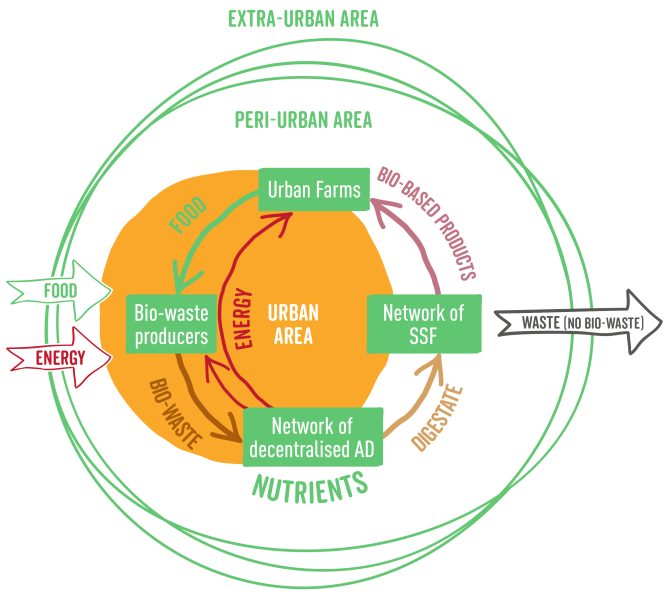 EXTRA-URBAN AREA
PERI-URBAN AREA
Urban Farms
BIO-BASED PRODUCTS
FOOD
FOOD
Bio-waste
producers
ENERGY
URBAN
AREA
Network of
SSF
WASTE (NO BIO-WASTE)
ENERGY
BIO-WASTE
DIGESTATE
Network of
decentralised AD
NUTRIENTS